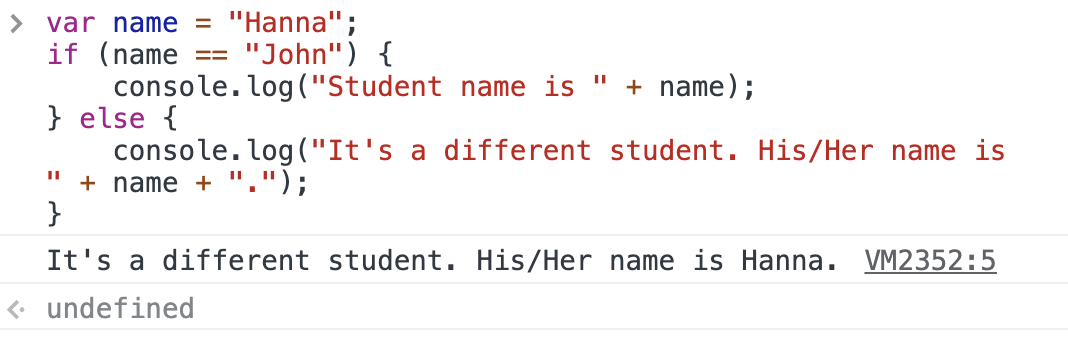 var name = "Hanna";
if (name == "John") {
    console.log("Student name is " + name);
} else {
    console.log("It's a different student. His/Her name is
" + name + ".");
}
It's a different student. His/Her name is Hanna. VM2352:5
undefined